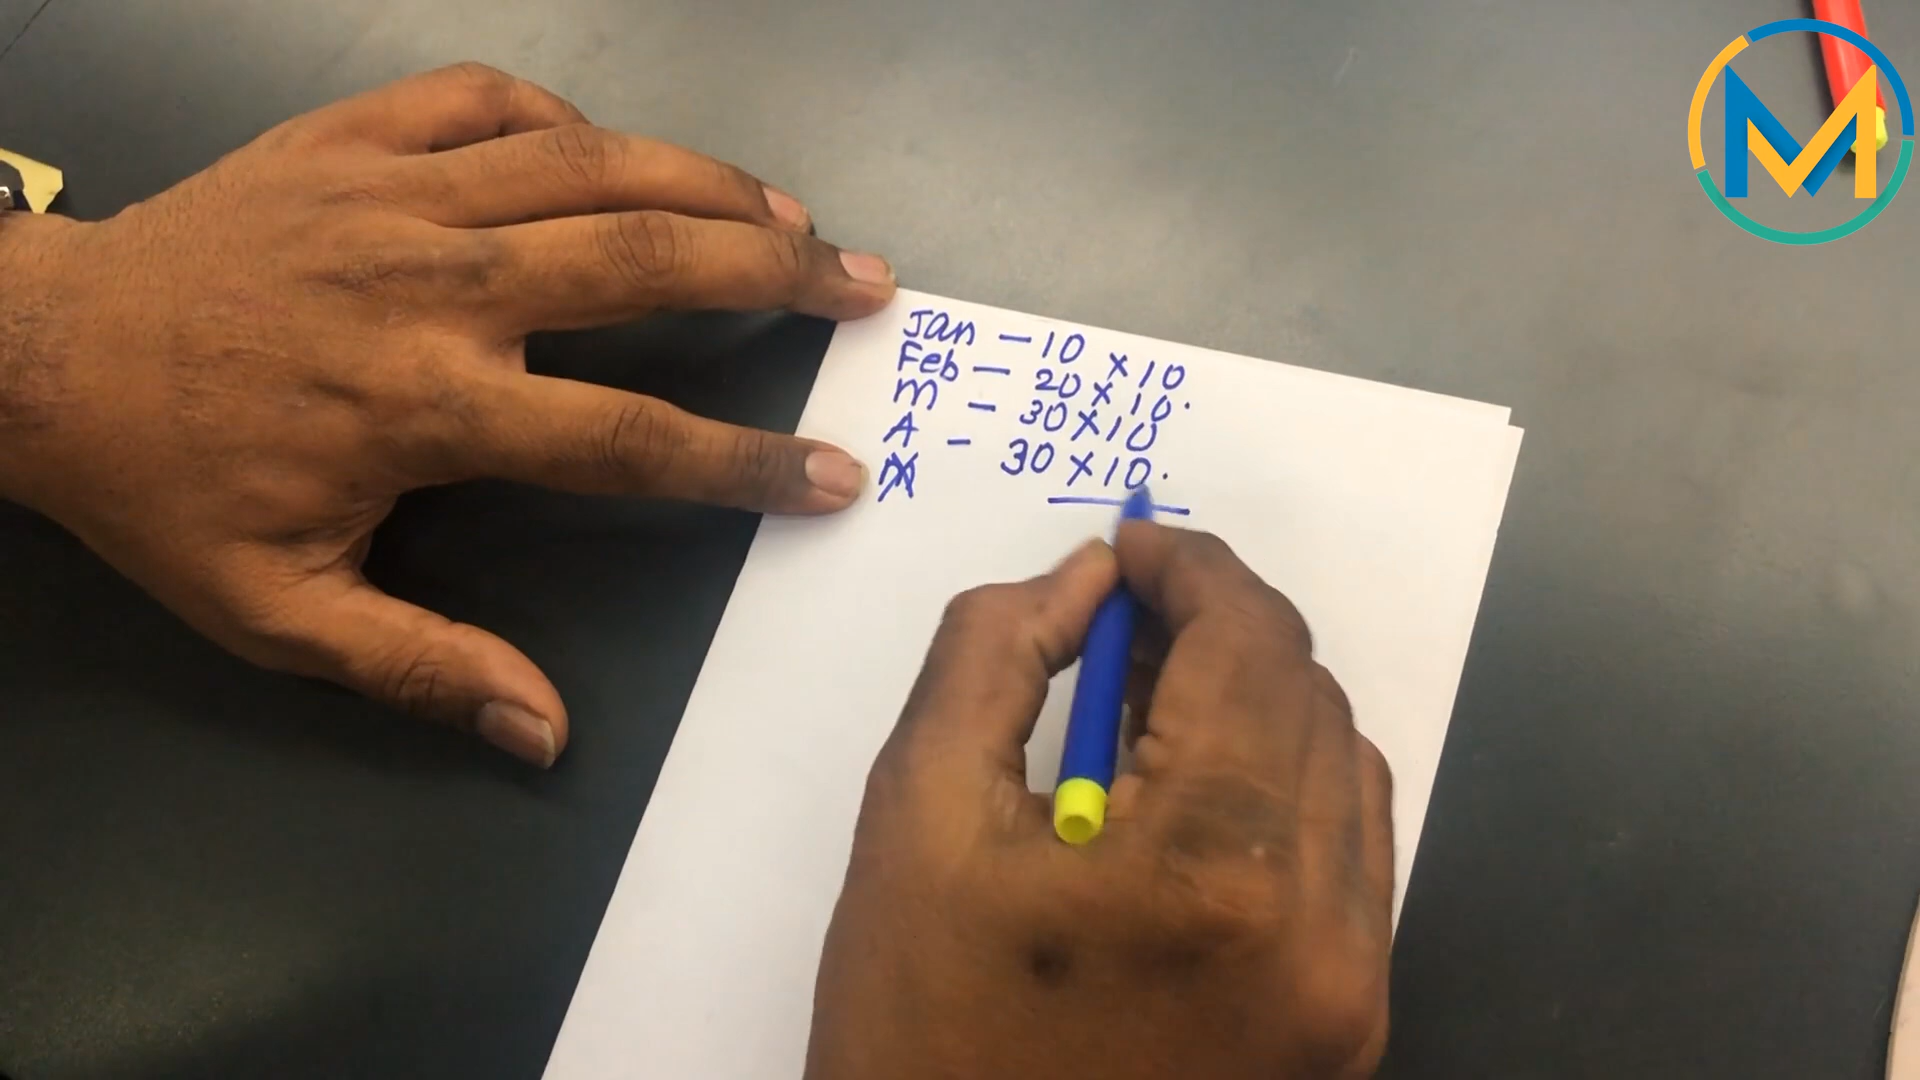 Jan - 10 × 10
Feb - 20 × 10.
M - 30 × 10
A - 30 × 10.
M